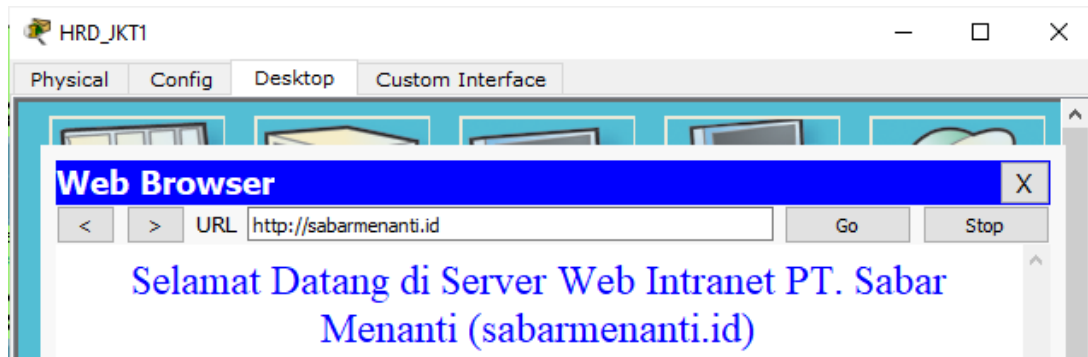 HRD_JKT1
Physical Config Desktop Custom Interface
Web Browser X
< > URL http://sabarmenanti.id Go Stop
Selamat Datang di Server Web Intranet PT. Sabar
Menanti (sabarmenanti.id)